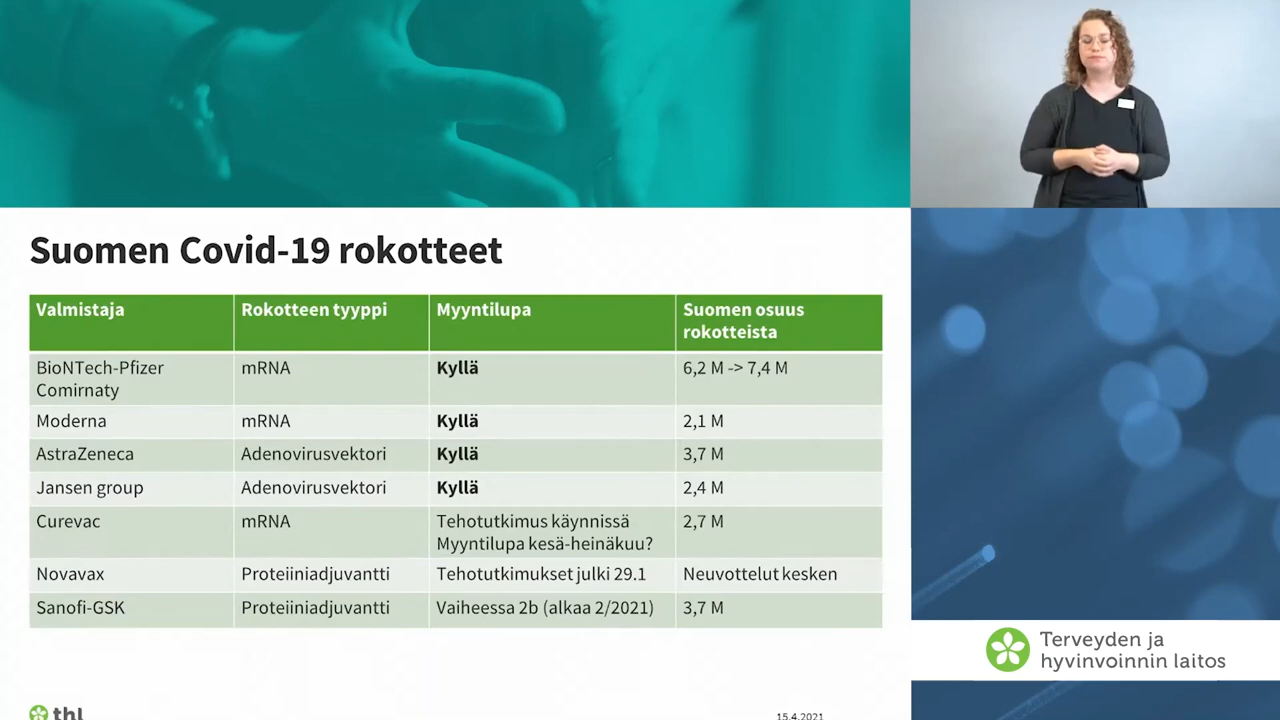 Suomen Covid-19 rokotteet
Valmistaja Rokotteen tyyppi Myyntilupa Suomen osuus
rokotteista
BioNTech-Pfizer mRNA Kyllä 6,2 M -> 7,4 M
Comirnaty
Moderna mRNA Kyllä 2,1 M
AstraZeneca Adenovirusvektori Kyllä 3,7 M
Jansen group Adenovirusvektori Kyllä 2,4 M
Curevac mRNA Tehotutkimus käynnissä 2,7 M
Myyntilupa kesä-heinäkuu?
Novavax Proteiiniadjuvantti Tehotutkimukset julki 29.1 Neuvottelut kesken
Sanofi-GSK Proteiiniadjuvantti Vaiheessa 2b (alkaa 2/2021) 3,7 M
Terveyden ja
hyvinvoinnin laitos
thl 15.4.2021